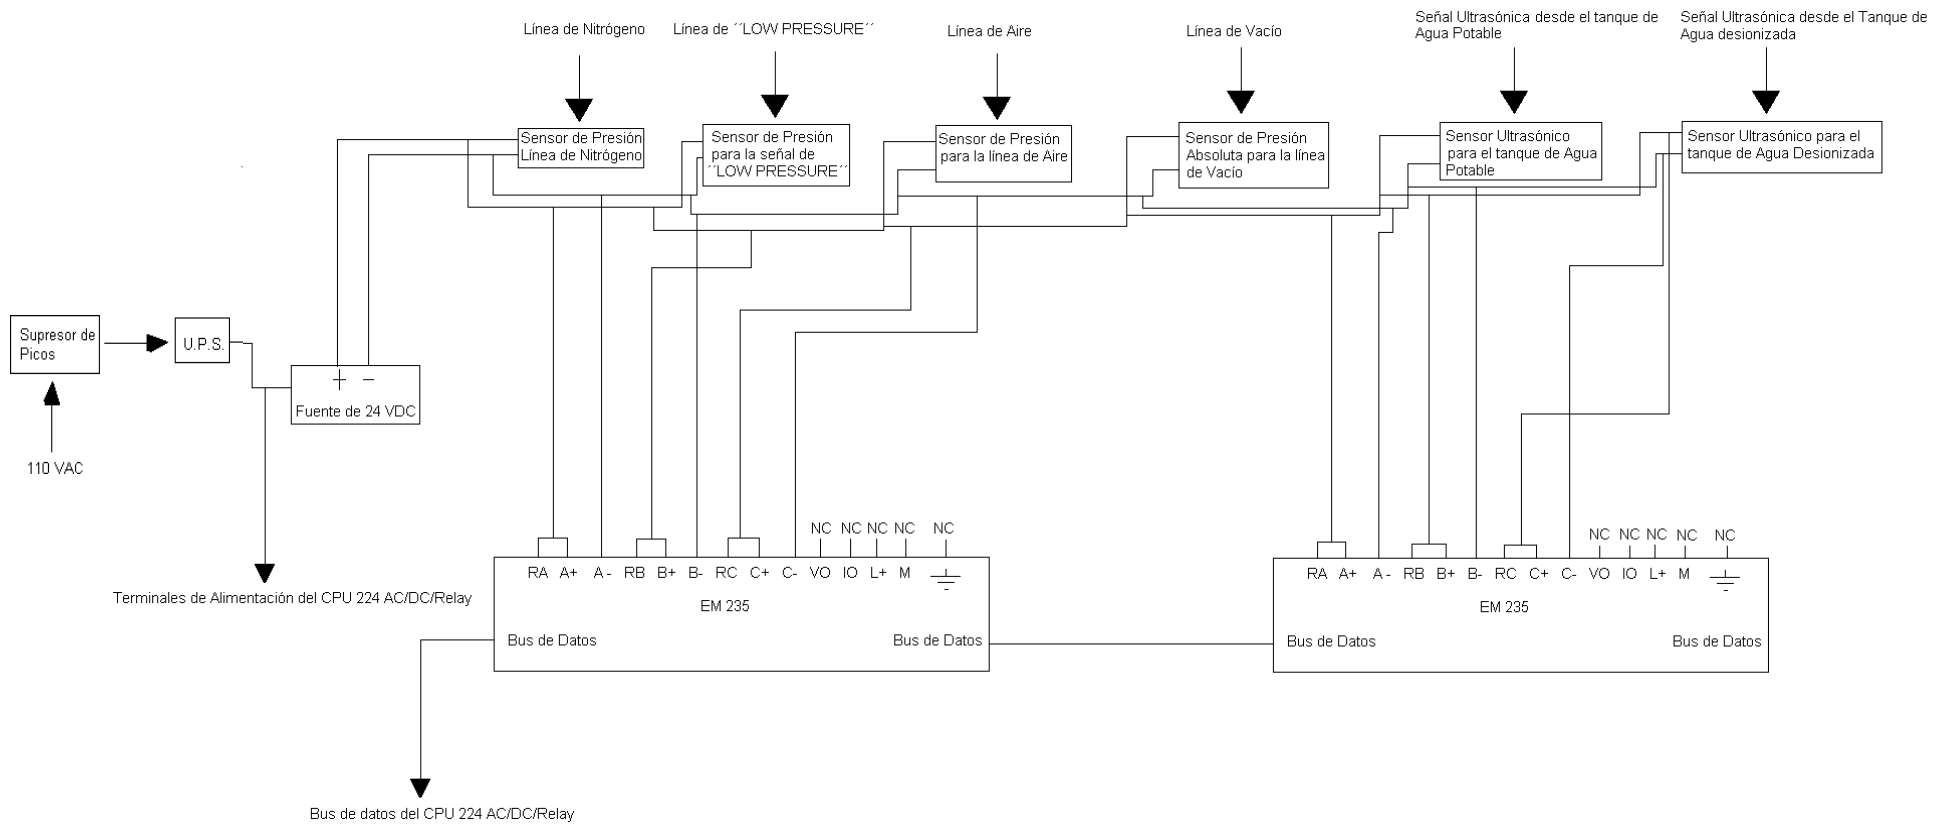 Línea de Nitrógeno
Línea de ´´LOW PRESSURE´´
Línea de Aire
Línea de Vacío
Señal Ultrasónica desde el tanque de
Agua Potable
Señal Ultrasónica desde el Tanque de
Agua desionizada
Sensor de Presión
Línea de Nitrógeno
Sensor de Presión
para la señal de
´´LOW PRESSURE´´
Sensor de Presión
para la línea de Aire
Sensor de Presión
Absoluta para la línea
de Vacío
Sensor Ultrasónico
para el tanque de Agua
Potable
Sensor Ultrasónico para el
tanque de Agua Desionizada
Supresor de
Picos
U.P.S.
+ −
Fuente de 24 VDC
110 VAC
Terminales de Alimentación del CPU 224 AC/DC/Relay
NC NC NC NC NC
RA A+ A - RB B+ B- RC C+ C- VO IO L+ M
EM 235
Bus de Datos Bus de Datos
NC NC NC NC NC
RA A+ A - RB B+ B- RC C+ C- VO IO L+ M
EM 235
Bus de Datos Bus de Datos
Bus de datos del CPU 224 AC/DC/Relay